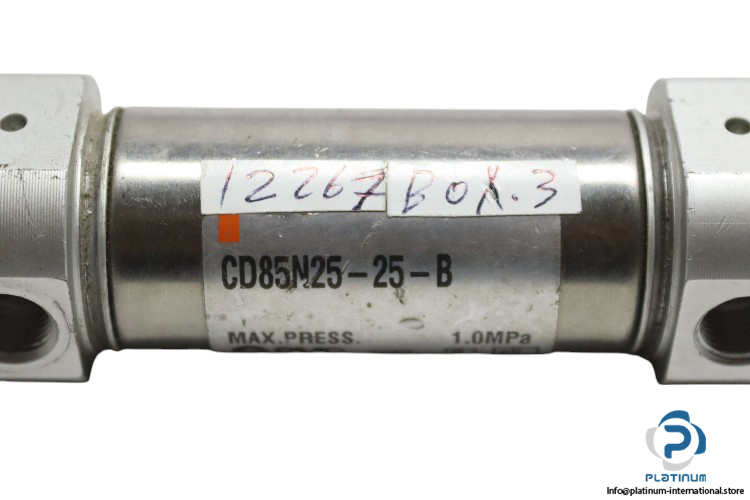 12267 BOX.3
CD85N25-25-B
MAX.PRESS. 1.0MPa
PLATINUM
Info@platinum-international.store